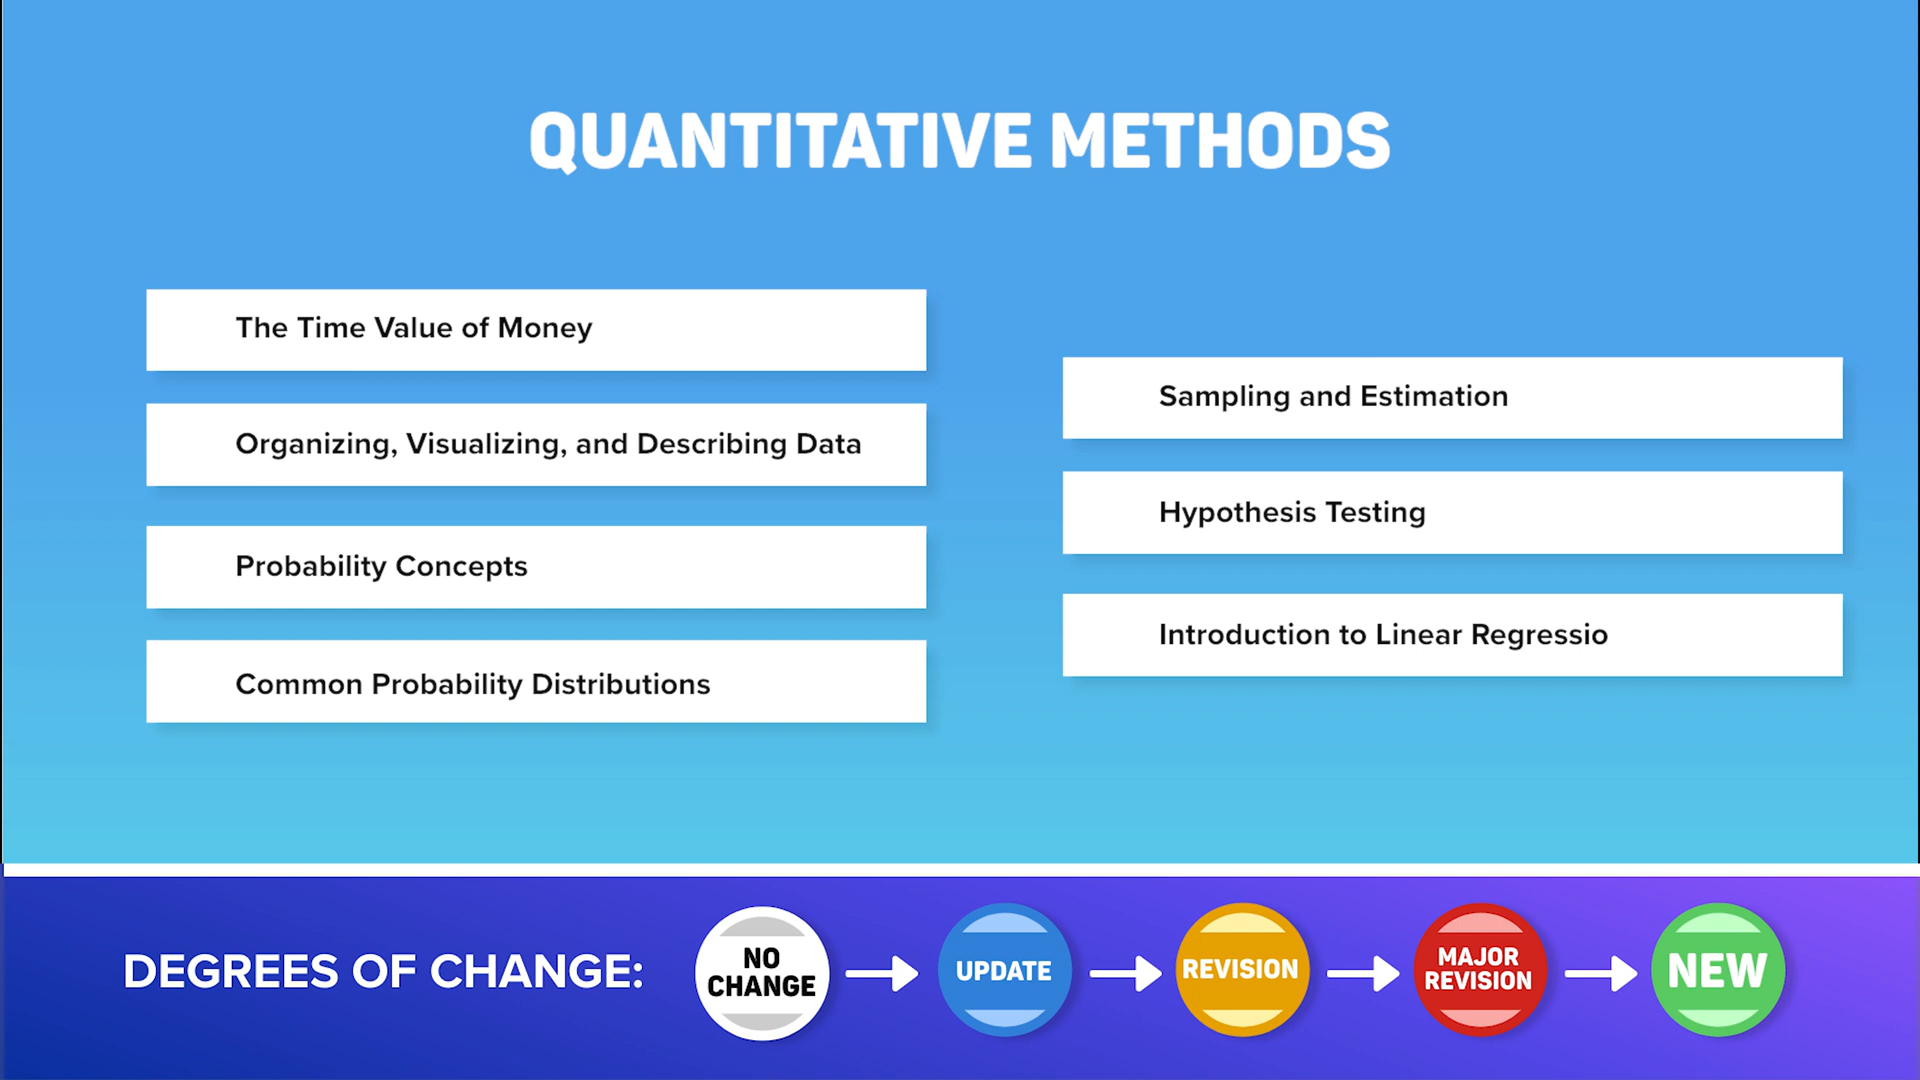 QUANTITATIVE METHODS
The Time Value of Money
Organizing, Visualizing, and Describing Data
Probability Concepts
Common Probability Distributions
Sampling and Estimation
Hypothesis Testing
Introduction to Linear Regressio
DEGREES OF CHANGE:
NO
CHANGE
UPDATE
REVISION
MAJOR
REVISION
NEW